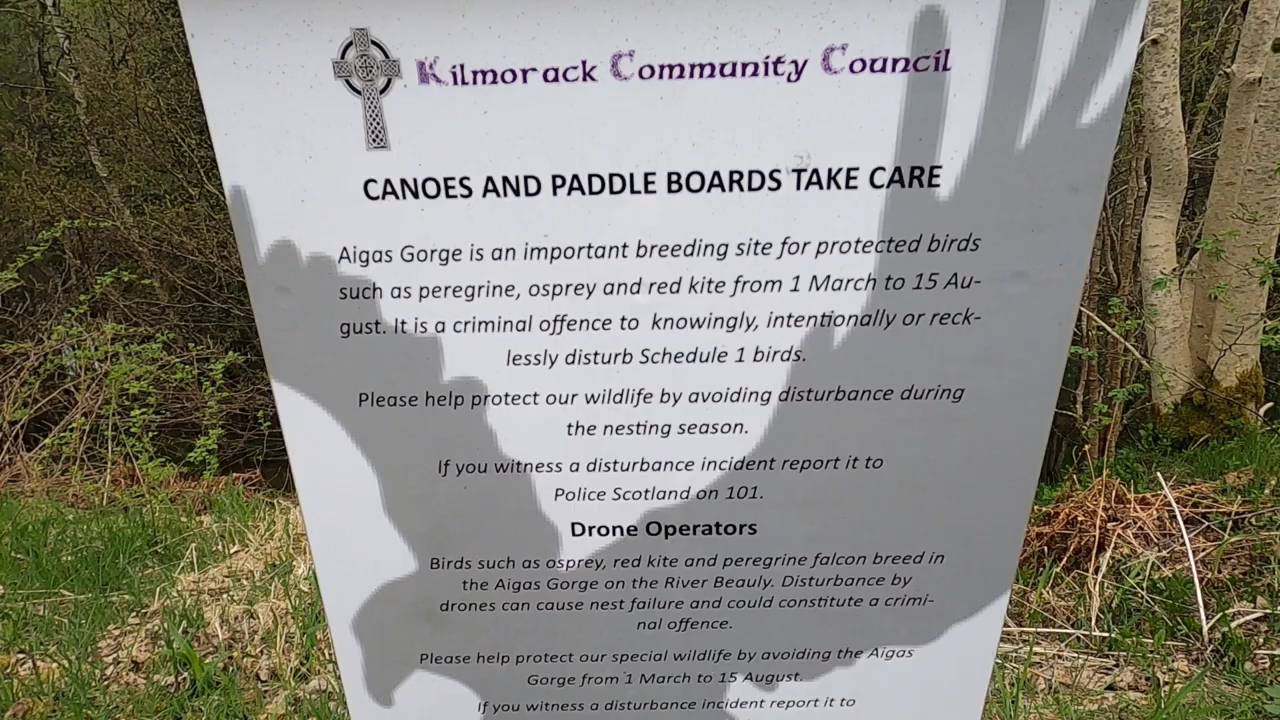 Kilmorack Community Council
CANOES AND PADDLE BOARDS TAKE CARE
Aigas Gorge is an important breeding site for protected birds
such as peregrine, osprey and red kite from 1 March to 15 Au-
gust. It is a criminal offence to knowingly, intentionally or reck-
lessly disturb Schedule 1 birds.
Please help protect our wildlife by avoiding disturbance during
the nesting season.
If you witness a disturbance incident report it to
Police Scotland on 101.
Drone Operators
Birds such as osprey, red kite and peregrine falcon breed in
the Aigas Gorge on the River Beauly. Disturbance by
drones can cause nest failure and could constitute a crimi-
nal offence.
Please help protect our special wildlife by avoiding the Aigas
Gorge from 1 March to 15 August.
If you witness a disturbance incident report it to